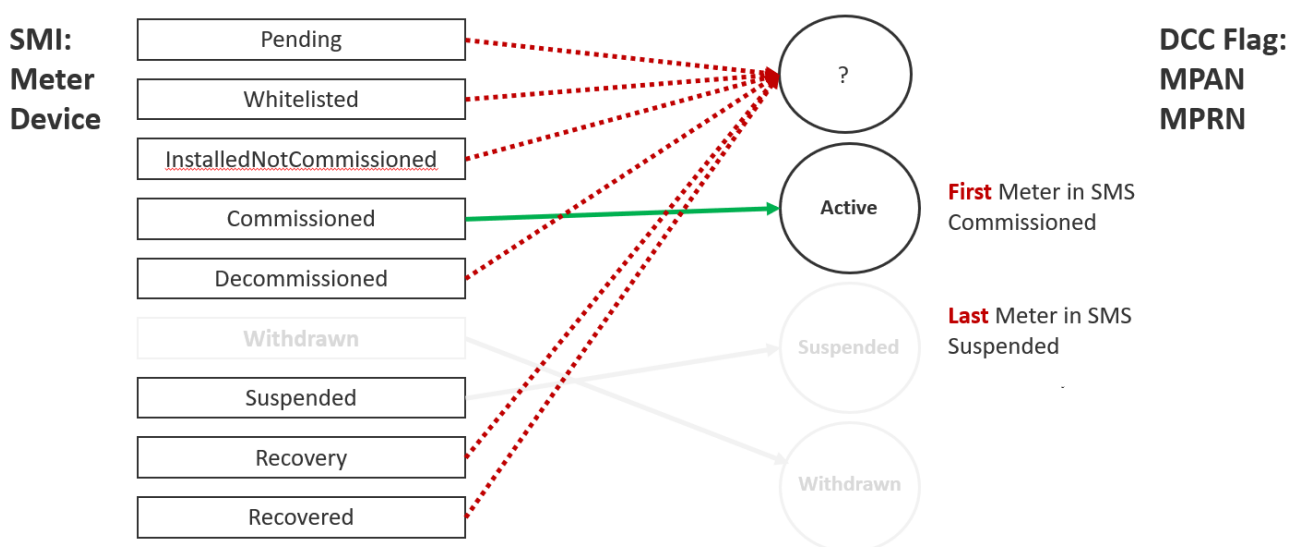 SMI:
Meter
Device
Pending
Whitelisted
InstalledNotCommissioned
Commissioned
Decommissioned
Withdrawn
Suspended
Recovery
Recovered
?
Active
Suspended
Withdrawn
DCC Flag:
MPAN
MPRN
First Meter in SMS
Commissioned
Last Meter in SMS
Suspended